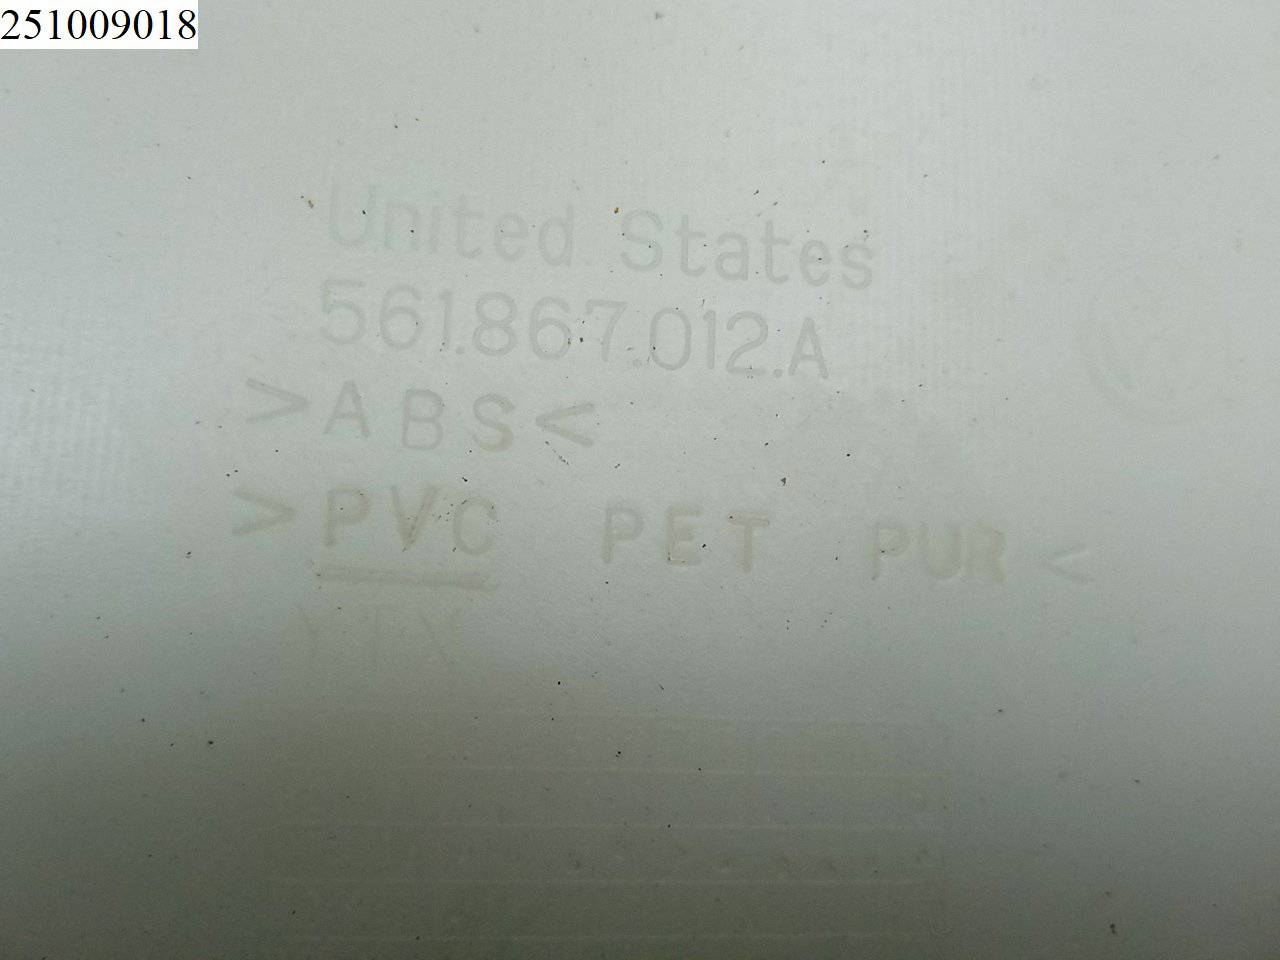 251009018
United States
561.867.012.A
>ABS<
>PVC PET PUR<